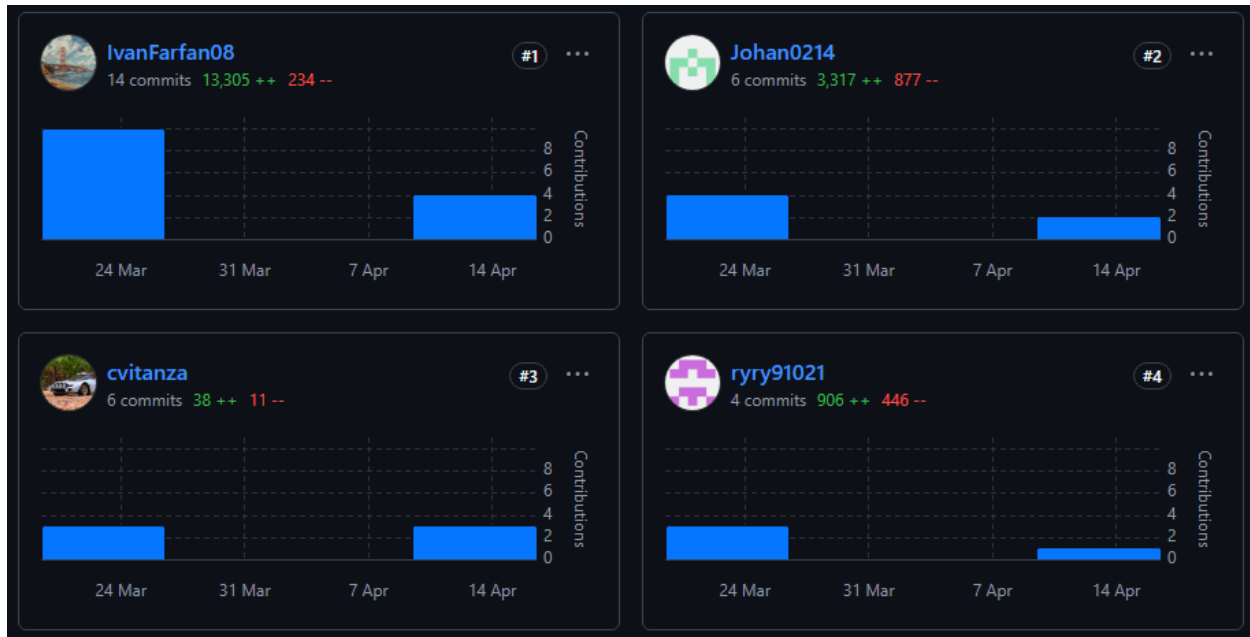 IvanFarfan08
#1
14 commits 13,305 ++ 234 --
8
6
4
2
0
Contributions
24 Mar 31 Mar 7 Apr 14 Apr
Johan0214
#2
6 commits 3,317 ++ 877 --
8
6
4
2
0
Contributions
24 Mar 31 Mar 7 Apr 14 Apr
cvitanza
#3
6 commits 38 ++ 11 --
8
6
4
2
0
Contributions
24 Mar 31 Mar 7 Apr 14 Apr
ryry91021
#4
4 commits 906 ++ 446 --
8
6
4
2
0
Contributions
24 Mar 31 Mar 7 Apr 14 Apr